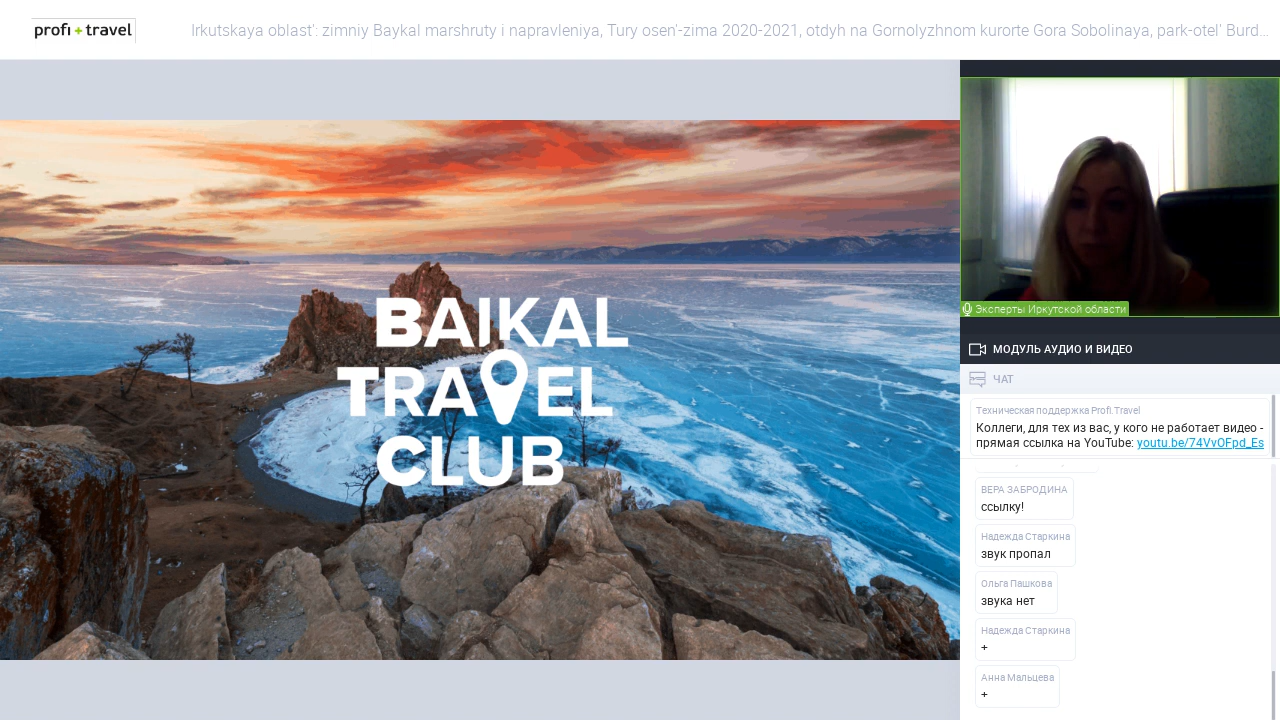 profi + travel
Irkutskaya oblast': zimniy Baykal marshruty i napravleniya, Tury osen'-zima 2020-2021, otdyh na Gornolyzhnom kurorte Gora Sobolinaya, park-otel' Burd...
BAIKAL
TRAVEL
CLUB
Эксперты Иркутской области
МОДУЛЬ АУДИО И ВИДЕО
ЧАТ
Техническая поддержка Profi.Travel
Коллеги, для тех из вас, у кого не работает видео -
прямая ссылка на YouTube: youtu.be/74VvOFpd_Es
ВЕРА ЗАБРОДИНА
ссылку!
Надежда Старкина
звук пропал
Ольга Пашкова
звука нет
Надежда Старкина
+
Анна Мальцева
+